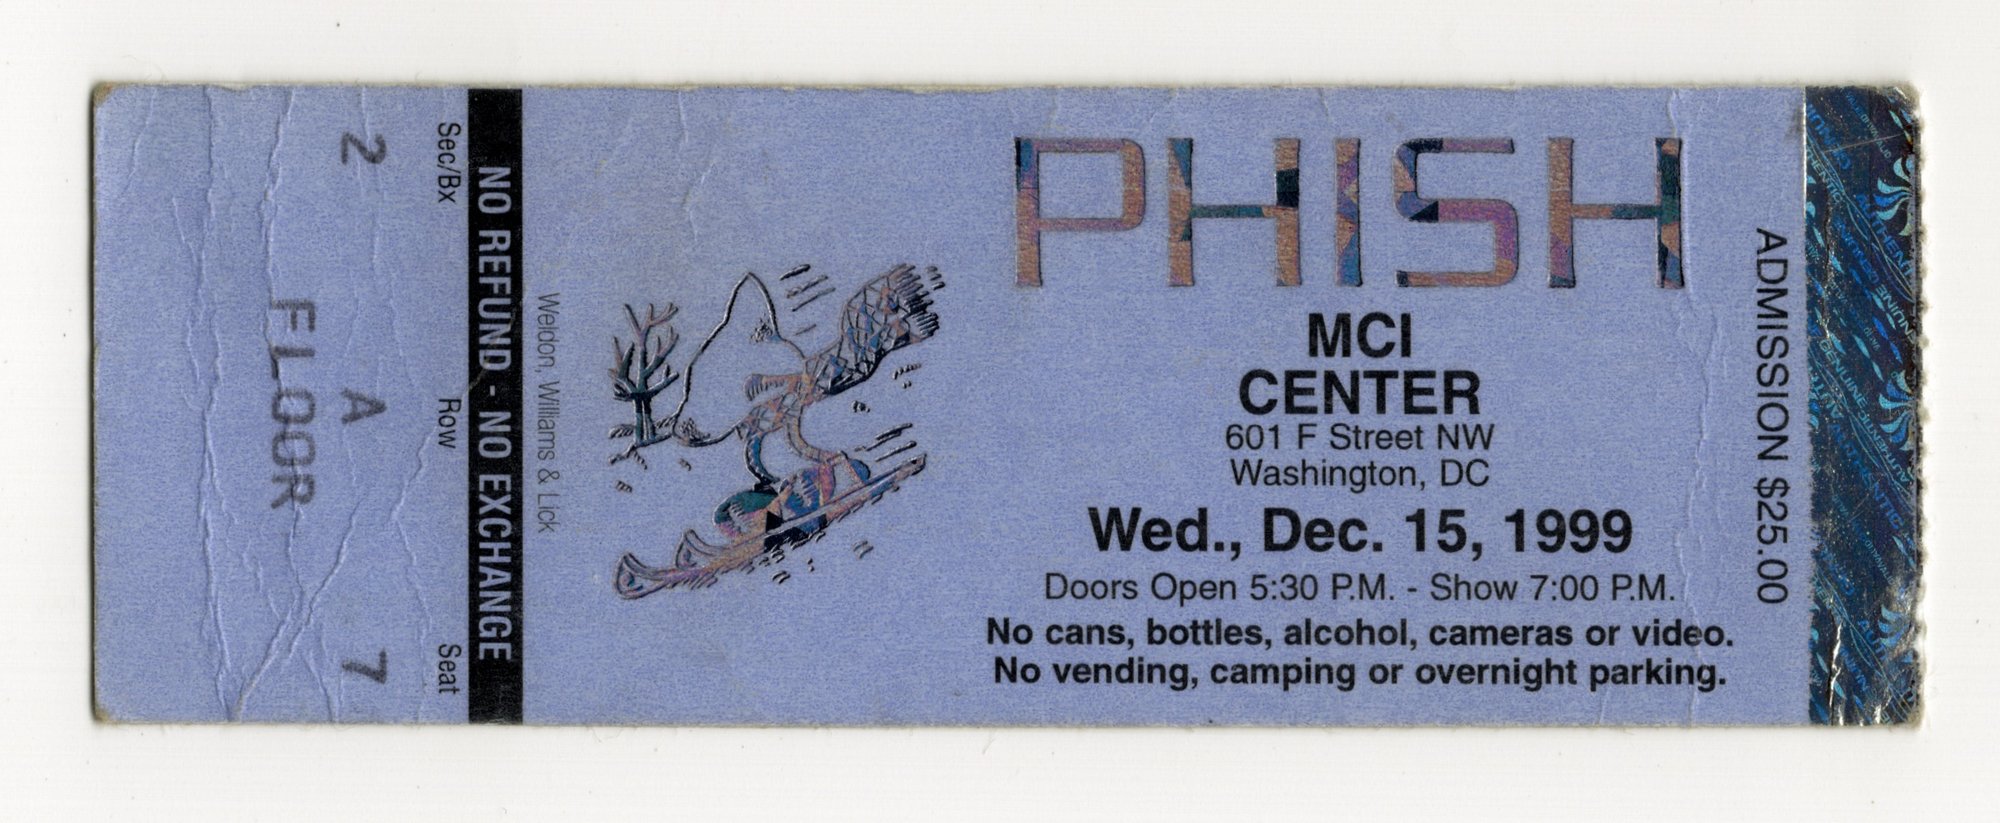 2 A 7
FLOOR
Sec/Bx Row Seat
NO REFUND - NO EXCHANGE
Weldon, Williams & Lick
PHISH
MCI
CENTER
601 F Street NW
Washington, DC
Wed., Dec. 15, 1999
Doors Open 5:30 P.M. - Show 7:00 P.M.
No cans, bottles, alcohol, cameras or video.
No vending, camping or overnight parking.
ADMISSION $25.00